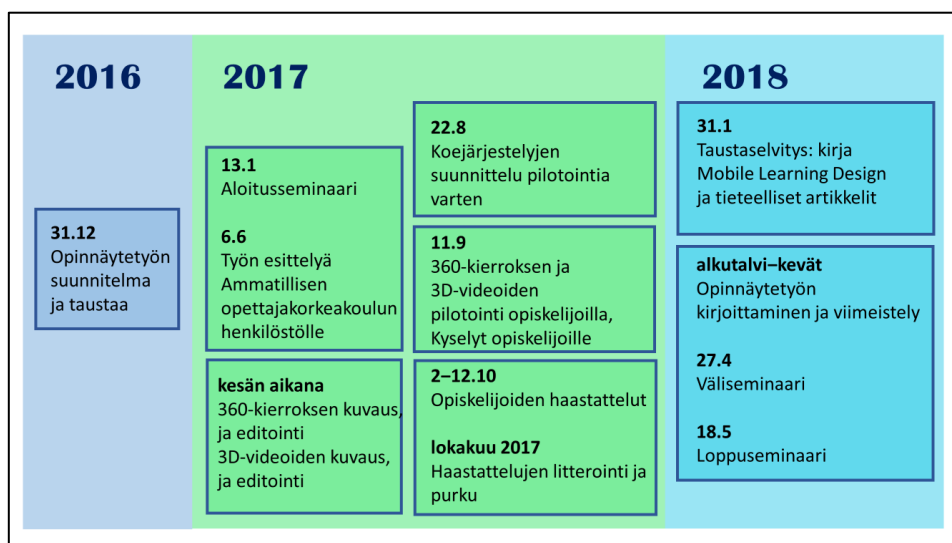 2016
31.12
Opinnäytetyön
suunnitelma
ja taustaa
2017
13.1
Aloitusseminaari
6.6
Työn esittelyä
Ammatillisen
opettajakorkeakoulun
henkilöstölle
kesän aikana
360-kierroksen kuvaus,
ja editointi
3D-videoiden kuvaus,
ja editointi
22.8
Koejärjestelyjen
suunnittelu pilotointia
varten
11.9
360-kierroksen ja
3D-videoiden
pilotointi opiskelijoilla,
Kyselyt opiskelijoille
2–12.10
Opiskelijoiden haastattelut
lokakuu 2017
Haastattelujen litterointi ja
purku
2018
31.1
Taustaselvitys: kirja
Mobile Learning Design
ja tieteelliset artikkelit
alkutalvi–kevät
Opinnäytetyön
kirjoittaminen ja viimeistely
27.4
Väliseminaari
18.5
Loppuseminaari